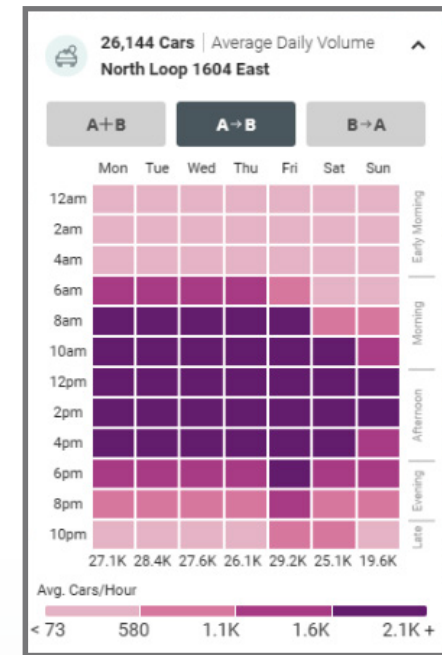 26,144 Cars | Average Daily Volume
North Loop 1604 East
A+B
A→B
B→A
Mon Tue Wed Thu Fri Sat Sun
12am
2am
4am
6am
8am
10am
12pm
2pm
4pm
6pm
8pm
10pm
Early Morning
Morning
Afternoon
Evening
Late
27.1K 28.4K 27.6K 26.1K 29.2K 25.1K 19.6K
Avg. Cars/Hour
< 73 580 1.1K 1.6K 2.1K +